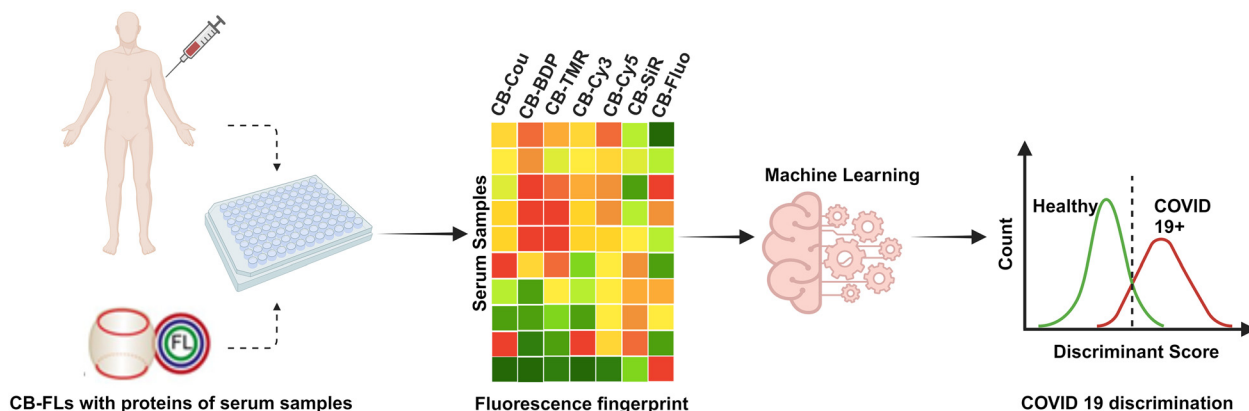 CB-Cou
CB-BDP
CB-TMR
CB-Cy3
CB-Cy5
CB-SiR
CB-Fluo
Serum Samples
Machine Learning
Healthy
COVID
19+
Count
Discriminant Score
FL
CB-FLs with proteins of serum samples
Fluorescence fingerprint
COVID 19 discrimination